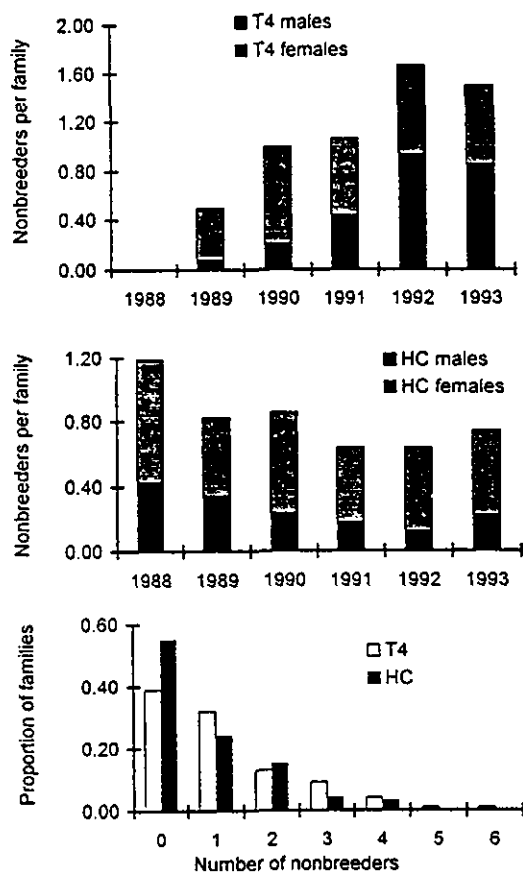 T4 males
T4 females
Nonbreeders per family
2.00
1.60
1.20
0.80
0.40
0.00
1988 1989 1990 1991 1992 1993
HC males
HC females
Nonbreeders per family
1.20
0.80
0.40
0.00
1988 1989 1990 1991 1992 1993
T4
HC
Proportion of families
0.60
0.40
0.20
0.00
0 1 2 3 4 5 6
Number of nonbreeders